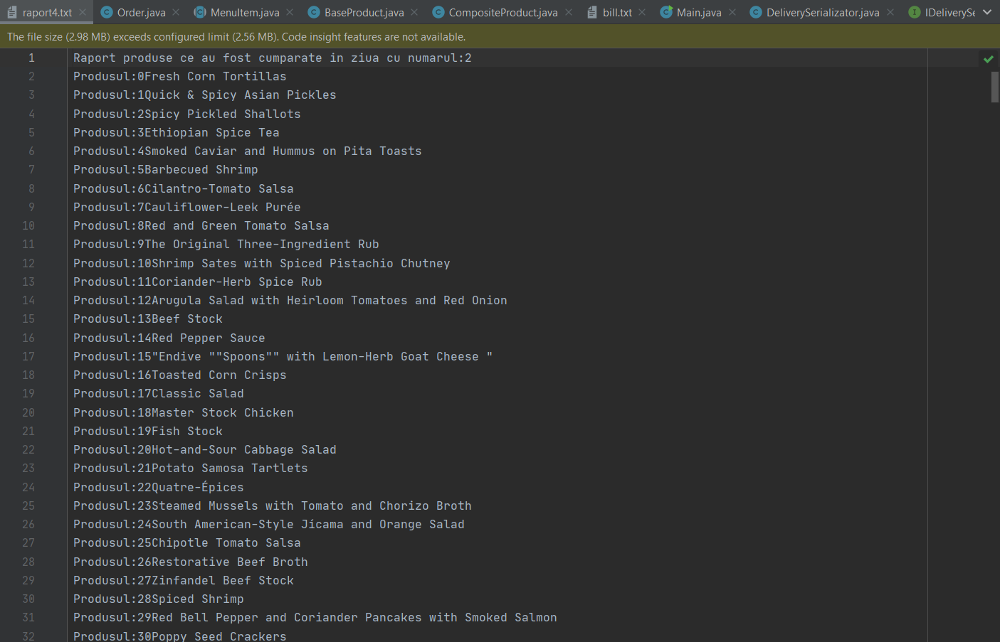 raport4.txt Order.java MenuItem.java BaseProduct.java CompositeProduct.java bill.txt Main.java DeliverySerializator.java IDeliverySe
The file size (2.98 MB) exceeds configured limit (2.56 MB). Code insight features are not available.
1 Raport produse ce au fost cumparate in ziua cu numarul:2
2 Produsul:0Fresh Corn Tortillas
3 Produsul:1Quick & Spicy Asian Pickles
4 Produsul:2Spicy Pickled Shallots
5 Produsul:3Ethiopian Spice Tea
6 Produsul:4Smoked Caviar and Hummus on Pita Toasts
7 Produsul:5Barbecued Shrimp
8 Produsul:6Cilantro-Tomato Salsa
9 Produsul:7Cauliflower-Leek Purée
10 Produsul:8Red and Green Tomato Salsa
11 Produsul:9The Original Three-Ingredient Rub
12 Produsul:10Shrimp Sates with Spiced Pistachio Chutney
13 Produsul:11Coriander-Herb Spice Rub
14 Produsul:12Arugula Salad with Heirloom Tomatoes and Red Onion
15 Produsul:13Beef Stock
16 Produsul:14Red Pepper Sauce
17 Produsul:15"Endive ""Spoons"" with Lemon-Herb Goat Cheese "
18 Produsul:16Toasted Corn Crisps
19 Produsul:17Classic Salad
20 Produsul:18Master Stock Chicken
21 Produsul:19Fish Stock
22 Produsul:20Hot-and-Sour Cabbage Salad
23 Produsul:21Potato Samosa Tartlets
24 Produsul:22Quatre-Épices
25 Produsul:23Steamed Mussels with Tomato and Chorizo Broth
26 Produsul:24South American-Style Jícama and Orange Salad
27 Produsul:25Chipotle Tomato Salsa
28 Produsul:26Restorative Beef Broth
29 Produsul:27Zinfandel Beef Stock
30 Produsul:28Spiced Shrimp
31 Produsul:29Red Bell Pepper and Coriander Pancakes with Smoked Salmon
32 Produsul:30Poppy Seed Crackers